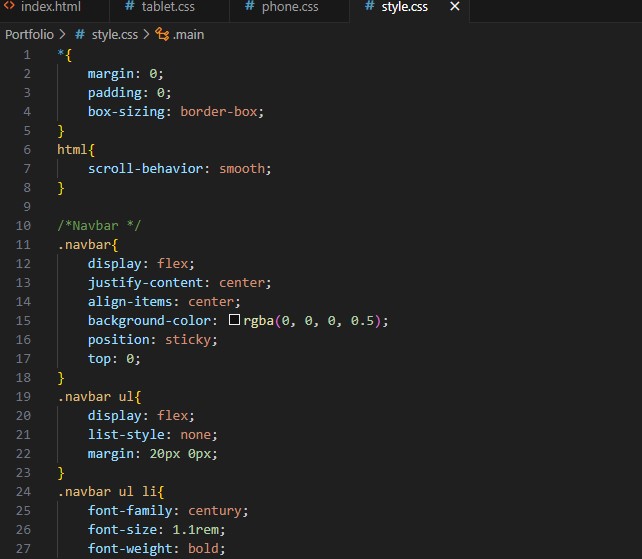 <> index.html # tablet.css # phone.css # style.css ×
Portfolio > # style.css > .main
1 *{
2     margin: 0;
3     padding: 0;
4     box-sizing: border-box;
5 }
6 html{
7     scroll-behavior: smooth;
8 }
9
10 /*Navbar */
11 .navbar{
12     display: flex;
13     justify-content: center;
14     align-items: center;
15     background-color: rgba(0, 0, 0, 0.5);
16     position: sticky;
17     top: 0;
18 }
19 .navbar ul{
20     display: flex;
21     list-style: none;
22     margin: 20px 0px;
23 }
24 .navbar ul li{
25     font-family: century;
26     font-size: 1.1rem;
27     font-weight: bold;